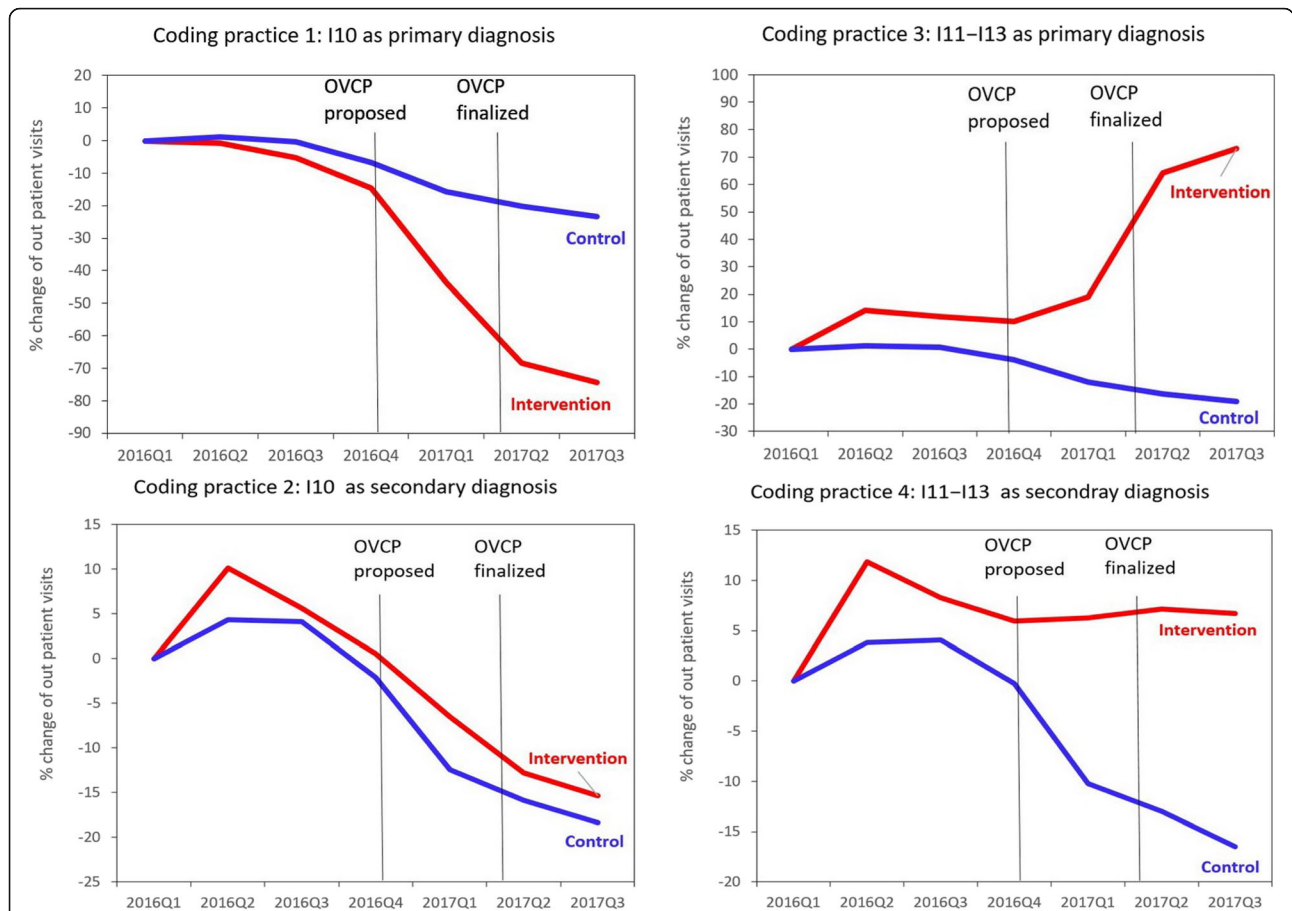 Coding practice 1: I10 as primary diagnosis
% change of out patient visits
20
10
0
-10
-20
-30
-40
-50
-60
-70
-80
-90
OVCP
proposed
OVCP
finalized
Control
Intervention
2016Q1 2016Q2 2016Q3 2016Q4 2017Q1 2017Q2 2017Q3
Coding practice 3: I11–I13 as primary diagnosis
% change of out patient visits
100
90
80
70
60
50
40
30
20
10
0
-10
-20
-30
OVCP
proposed
OVCP
finalized
Intervention
Control
2016Q1 2016Q2 2016Q3 2016Q4 2017Q1 2017Q2 2017Q3
Coding practice 2: I10 as secondary diagnosis
% change of out patient visits
15
10
5
0
-5
-10
-15
-20
-25
OVCP
proposed
OVCP
finalized
Intervention
Control
2016Q1 2016Q2 2016Q3 2016Q4 2017Q1 2017Q2 2017Q3
Coding practice 4: I11–I13 as secondray diagnosis
% change of out patient visits
15
10
5
0
-5
-10
-15
-20
OVCP
proposed
OVCP
finalized
Intervention
Control
2016Q1 2016Q2 2016Q3 2016Q4 2017Q1 2017Q2 2017Q3